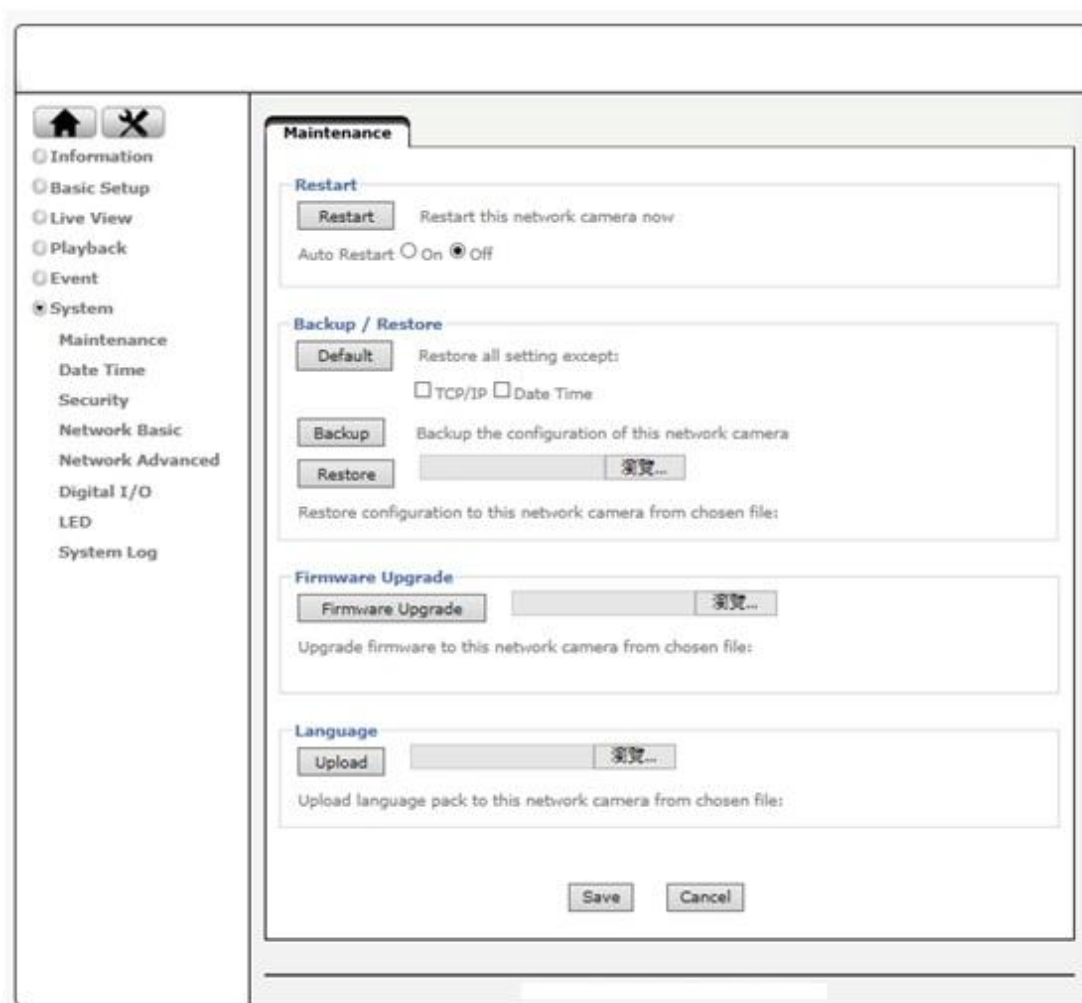 Information
Basic Setup
Live View
Playback
Event
System
Maintenance
Date Time
Security
Network Basic
Network Advanced
Digital I/O
LED
System Log
Maintenance
Restart
Restart Restart this network camera now
Auto Restart On Off
Backup / Restore
Default Restore all setting except:
TCP/IP Date Time
Backup Backup the configuration of this network camera
Restore 瀏覽...
Restore configuration to this network camera from chosen file:
Firmware Upgrade
Firmware Upgrade 瀏覽...
Upgrade firmware to this network camera from chosen file:
Language
Upload 瀏覽...
Upload language pack to this network camera from chosen file:
Save Cancel